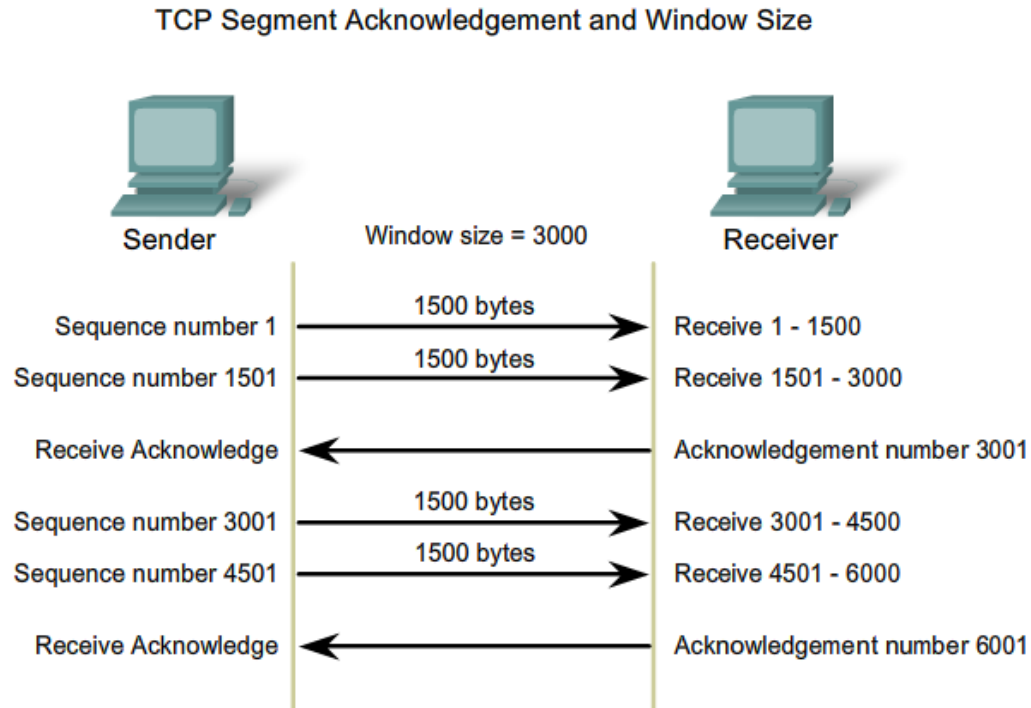 TCP Segment Acknowledgement and Window Size
Sender
Window size = 3000
Receiver
Sequence number 1
1500 bytes
Receive 1 - 1500
Sequence number 1501
1500 bytes
Receive 1501 - 3000
Receive Acknowledge
Acknowledgement number 3001
Sequence number 3001
1500 bytes
Receive 3001 - 4500
Sequence number 4501
1500 bytes
Receive 4501 - 6000
Receive Acknowledge
Acknowledgement number 6001